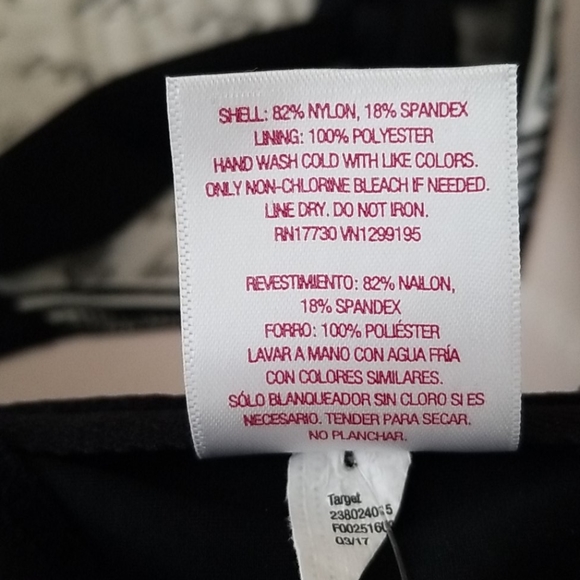 SHELL: 82% NYLON, 18% SPANDEX
LINING: 100% POLYESTER
HAND WASH COLD WITH LIKE COLORS.
ONLY NON-CHLORINE BLEACH IF NEEDED.
LINE DRY. DO NOT IRON.
RN17730 VN1299195
REVESTIMIENTO: 82% NAILON,
18% SPANDEX
FORRO: 100% POLIÉSTER
LAVAR A MANO CON AGUA FRÍA
CON COLORES SIMILARES.
SÓLO BLANQUEADOR SIN CLORO SI ES
NECESARIO. TENDER PARA SECAR.
NO PLANCHAR.
Target
03/17